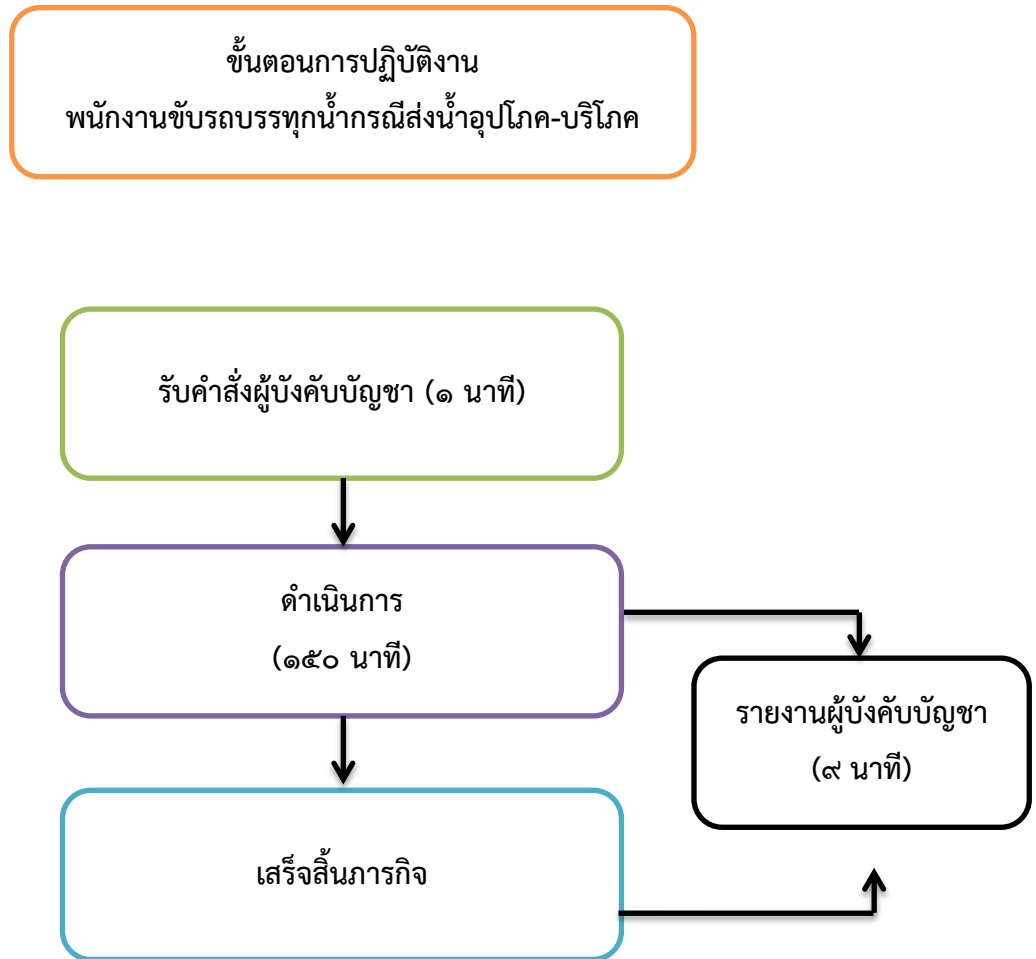 ขั้นตอนการปฏิบัติงาน
พนักงานขับรถบรรทุกน้ำกรณีส่งน้ำอุปโภค-บริโภค
รับคำสั่งผู้บังคับบัญชา (๑ นาที)
ดำเนินการ
(๑๕๐ นาที)
รายงานผู้บังคับบัญชา
(๙ นาที)
เสร็จสิ้นภารกิจ